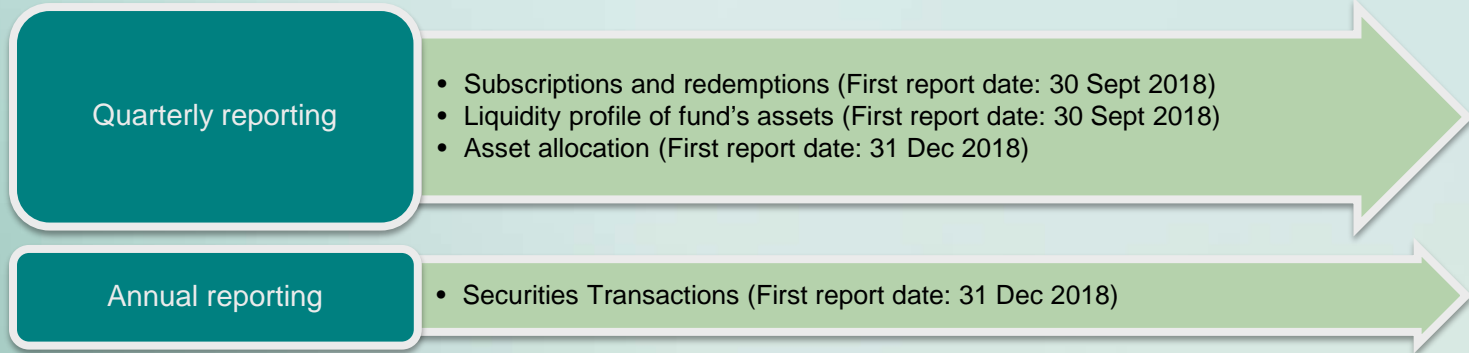 Quarterly reporting
• Subscriptions and redemptions (First report date: 30 Sept 2018)
• Liquidity profile of fund’s assets (First report date: 30 Sept 2018)
• Asset allocation (First report date: 31 Dec 2018)
Annual reporting
• Securities Transactions (First report date: 31 Dec 2018)